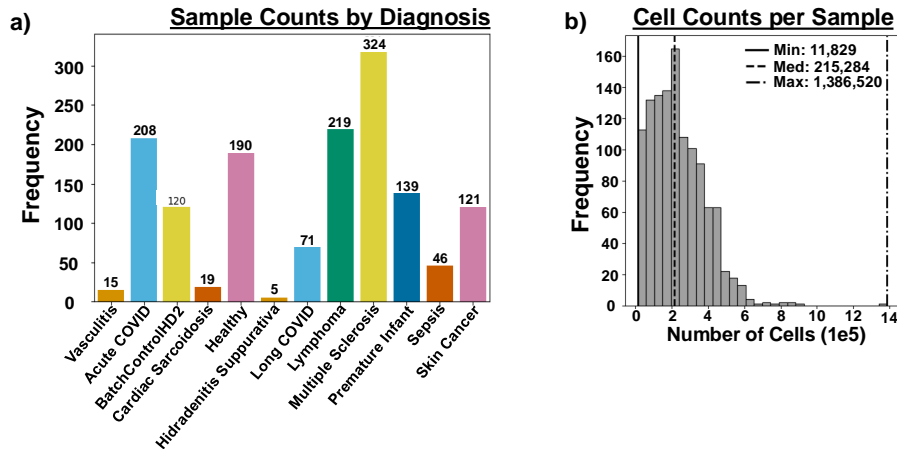 a)
Sample Counts by Diagnosis
Frequency
300
250
200
150
100
50
0
15
208
120
19
190
5
71
219
324
139
46
121
Vasculitis
Acute COVID
BatchControlHD2
Cardiac Sarcoidosis
Healthy
Hidradenitis Suppurativa
Long COVID
Lymphoma
Multiple Sclerosis
Premature Infant
Sepsis
Skin Cancer
b)
Cell Counts per Sample
Min: 11,829
Med: 215,284
Max: 1,386,520
Frequency
160
140
120
100
80
60
40
20
0
0 2 4 6 8 10 12 14
Number of Cells (1e5)